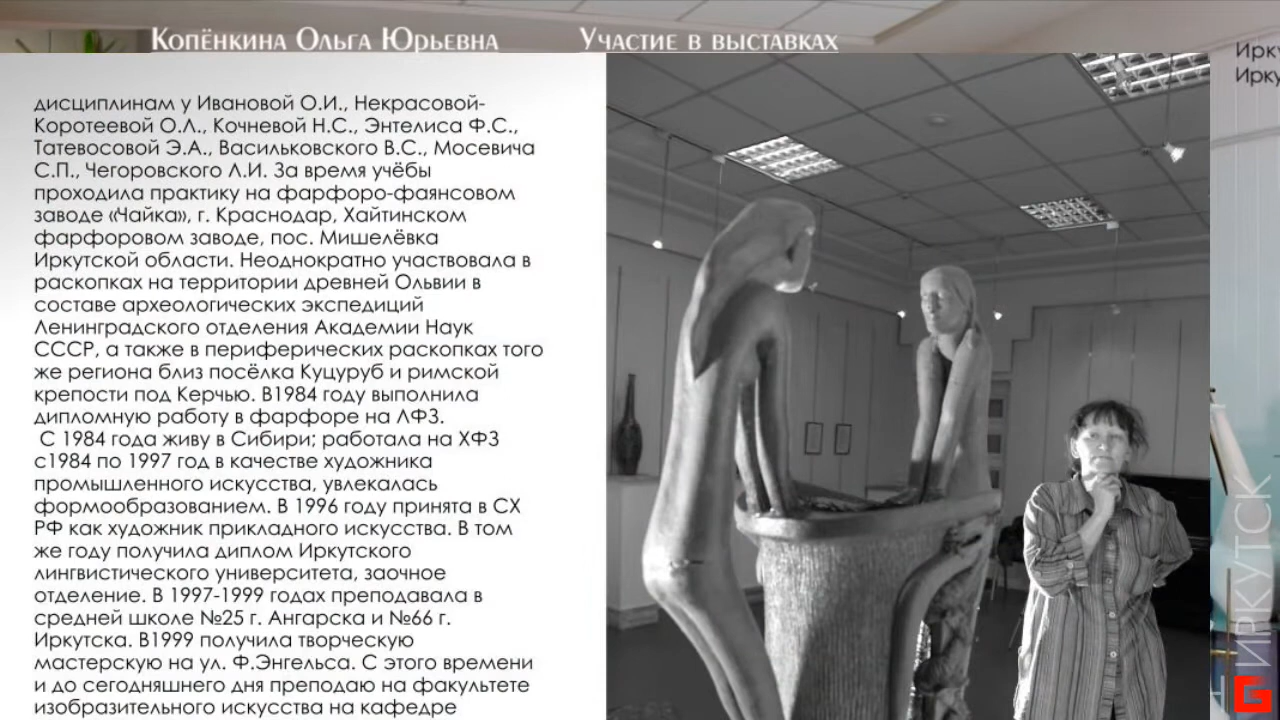 Копёнкина Ольга Юрьевна
Участие в выставках
дисциплинам у Ивановой О.И., Некрасовой-
Коротеевой О.Л., Кочневой Н.С., Энтелиса Ф.С.,
Татевосовой Э.А., Васильковского В.С., Мосевича
С.П., Чегоровского Л.И. За время учёбы
проходила практику на фарфоро-фаянсовом
заводе «Чайка», г. Краснодар, Хайтинском
фарфоровом заводе, пос. Мишелёвка
Иркутской области. Неоднократно участвовала в
раскопках на территории древней Ольвии в
составе археологических экспедиций
Ленинградского отделения Академии Наук
СССР, а также в периферических раскопках того
же региона близ посёлка Куцуруб и римской
крепости под Керчью. В1984 году выполнила
дипломную работу в фарфоре на ЛФЗ.
С 1984 года живу в Сибири; работала на ХФЗ
с1984 по 1997 год в качестве художника
промышленного искусства, увлекалась
формообразованием. В 1996 году принята в СХ
РФ как художник прикладного искусства. В том
же году получила диплом Иркутского
лингвистического университета, заочное
отделение. В 1997-1999 годах преподавала в
средней школе №25 г. Ангарска и №66 г.
Иркутска. В1999 получила творческую
мастерскую на ул. Ф.Энгельса. С этого времени
и до сегодняшнего дня преподаю на факультете
изобразительного искусства на кафедре
Ирку
Ирку
ИРКУТСК